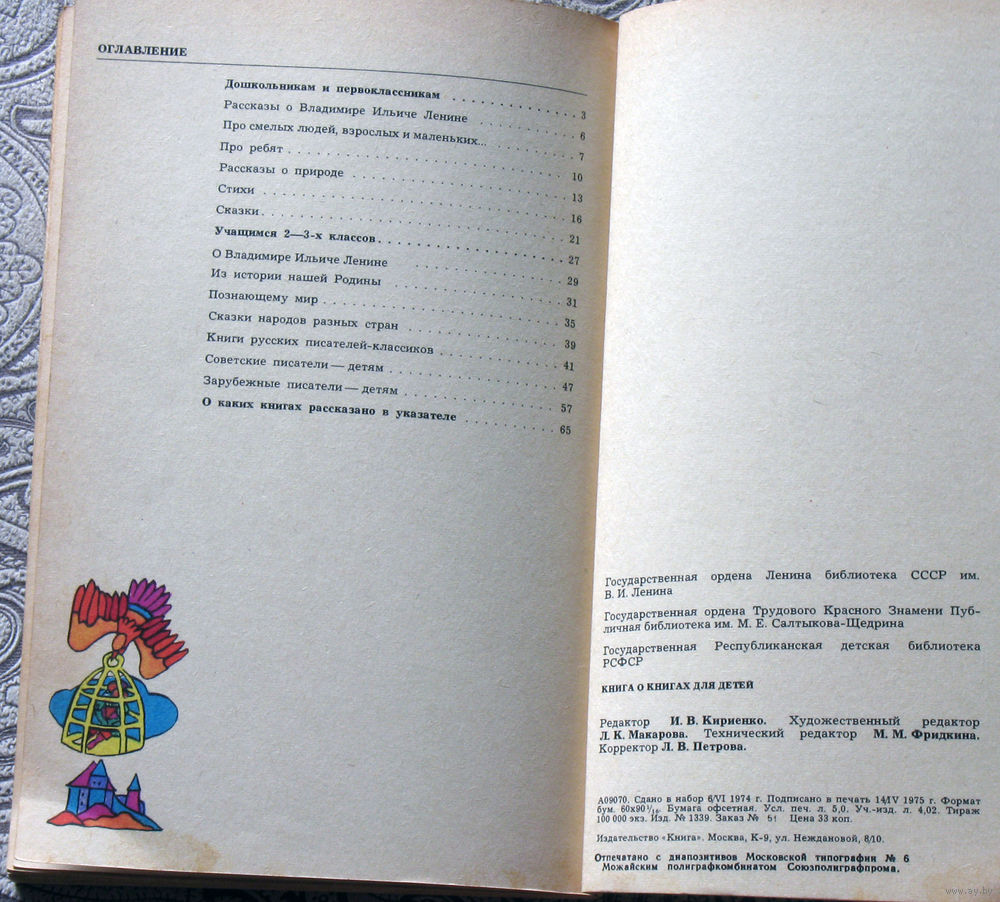 ОГЛАВЛЕНИЕ
Дошкольникам и первоклассникам . . . . . . . . . . . 3
Рассказы о Владимире Ильиче Ленине . . . . . . . . . 6
Про смелых людей, взрослых и маленьких... . . . . . . . . 7
Про ребят . . . . . . . . . . . . . . . . . . . . 10
Рассказы о природе . . . . . . . . . . . . . . . . 13
Стихи . . . . . . . . . . . . . . . . . . . . . 16
Сказки . . . . . . . . . . . . . . . . . . . . . 21
Учащимся 2—3-х классов . . . . . . . . . . . . . . 27
О Владимире Ильиче Ленине . . . . . . . . . . . . 29
Из истории нашей Родины . . . . . . . . . . . . . 31
Познающему мир . . . . . . . . . . . . . . . . . 35
Сказки народов разных стран . . . . . . . . . . . . 39
Книги русских писателей-классиков . . . . . . . . . . 41
Советские писатели — детям . . . . . . . . . . . . 47
Зарубежные писатели — детям . . . . . . . . . . . . 57
О каких книгах рассказано в указателе . . . . . . . . 65
Государственная ордена Ленина библиотека СССР им.
В. И. Ленина
Государственная ордена Трудового Красного Знамени Пуб-
личная библиотека им. М. Е. Салтыкова-Щедрина
Государственная Республиканская детская библиотека
РСФСР
КНИГА О КНИГАХ ДЛЯ ДЕТЕЙ
Редактор И. В. Кириенко. Художественный редактор
Л. К. Макарова. Технический редактор М. М. Фридкина.
Корректор Л. В. Петрова.
А09070. Сдано в набор 6/VI 1974 г. Подписано в печать 14/IV 1975 г. Формат
бум. 60х90 1/16. Бумага офсетная. Усл. печ. л. 5,0. Уч.-изд. л. 4,02. Тираж
100 000 экз. Изд. № 1339. Заказ № 51 Цена 33 коп.
Издательство «Книга». Москва, К-9, ул. Неждановой, 8/10.
Отпечатано с диапозитивов Московской типографии № 6
Можайским полиграфкомбинатом Союзполиграфпрома.
www.ay.by